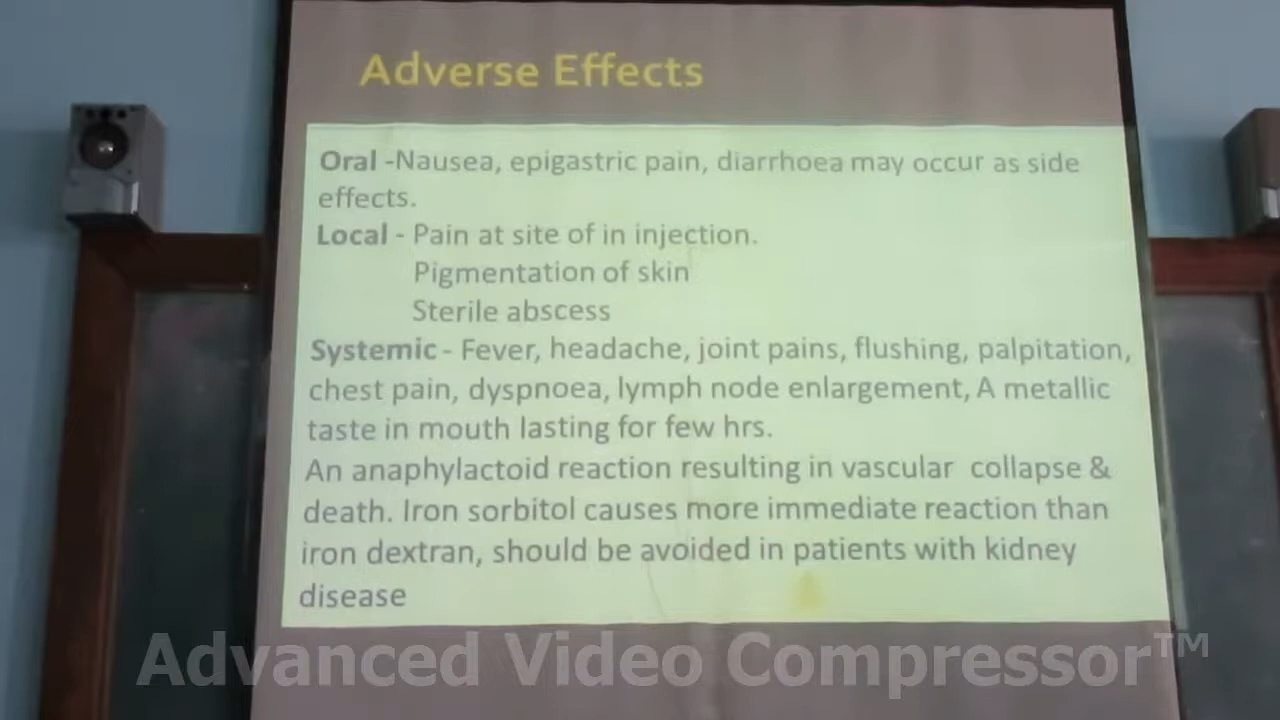 Adverse Effects
Oral -Nausea, epigastric pain, diarrhoea may occur as side
effects.
Local - Pain at site of in injection.
Pigmentation of skin
Sterile abscess
Systemic - Fever, headache, joint pains, flushing, palpitation,
chest pain, dyspnoea, lymph node enlargement, A metallic
taste in mouth lasting for few hrs.
An anaphylactoid reaction resulting in vascular collapse &
death. Iron sorbitol causes more immediate reaction than
iron dextran, should be avoided in patients with kidney
disease
Advanced Video Compressor™